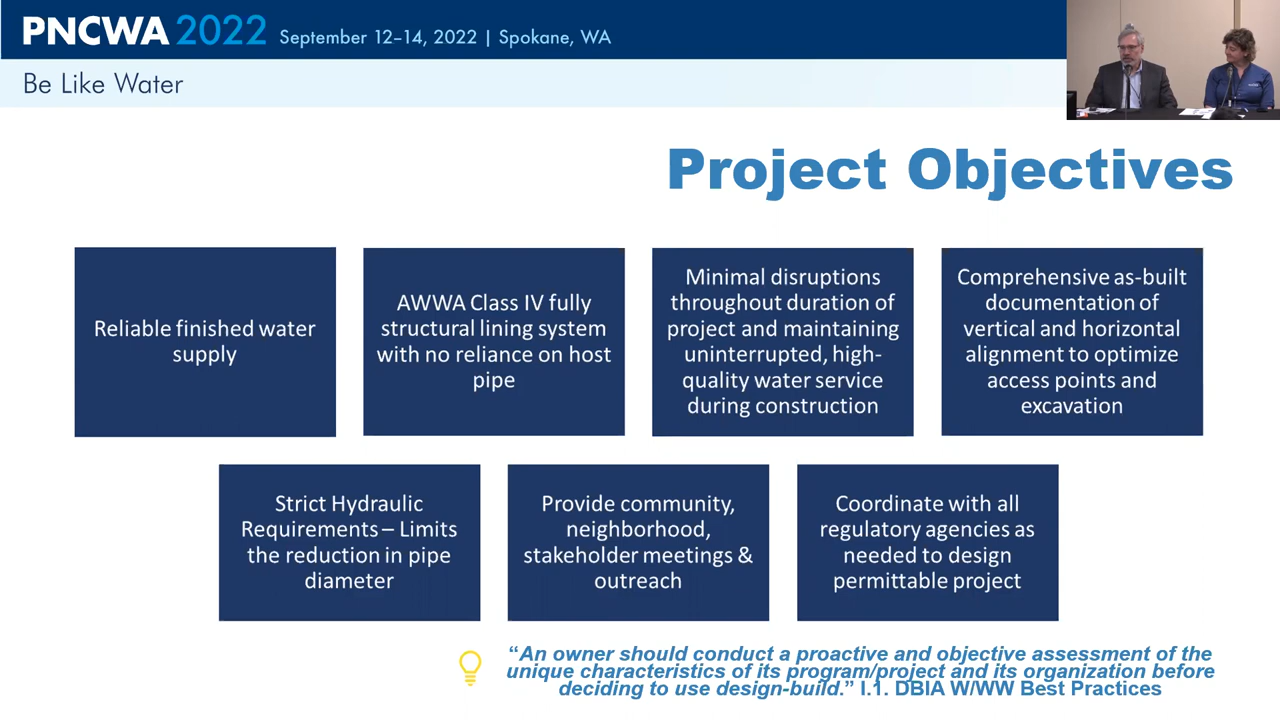 PNCWA 2022 September 12–14, 2022 | Spokane, WA
Be Like Water
Project Objectives
Reliable finished water
supply
AWWA Class IV fully
structural lining system
with no reliance on host
pipe
Minimal disruptions
throughout duration of
project and maintaining
uninterrupted, high-
quality water service
during construction
Comprehensive as-built
documentation of
vertical and horizontal
alignment to optimize
access points and
excavation
Strict Hydraulic
Requirements – Limits
the reduction in pipe
diameter
Provide community,
neighborhood,
stakeholder meetings &
outreach
Coordinate with all
regulatory agencies as
needed to design
permittable project
“An owner should conduct a proactive and objective assessment of the
unique characteristics of its program/project and its organization before
deciding to use design-build.” I.1. DBIA W/WW Best Practices